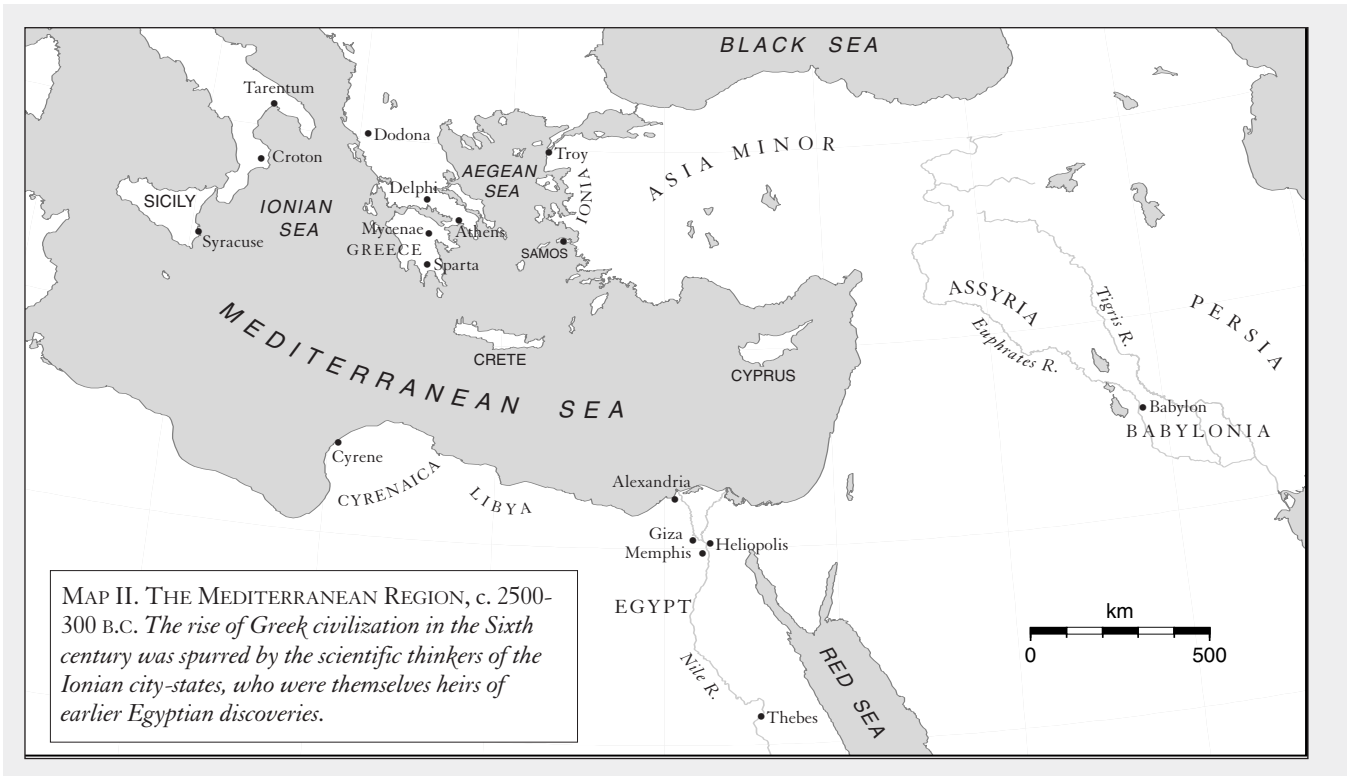 BLACK SEA
Tarentum
Dodona
Croton
Troy
ASIA MINOR
AEGEAN
SEA
IONIA
Delphi
SICILY
IONIAN
SEA
Syracuse
Mycenae
Athens
GREECE
SAMOS
Sparta
ASSYRIA
Tigris R.
PERSIA
Euphrates R.
MEDITERRANEAN SEA
CRETE
CYPRUS
Babylon
BABYLONIA
Cyrene
CYRENAICA
LIBYA
Alexandria
Giza
Heliopolis
Memphis
EGYPT
Nile R.
RED SEA
Thebes
km
0 500
MAP II. THE MEDITERRANEAN REGION, c. 2500-
300 B.C. The rise of Greek civilization in the Sixth
century was spurred by the scientific thinkers of the
Ionian city-states, who were themselves heirs of
earlier Egyptian discoveries.